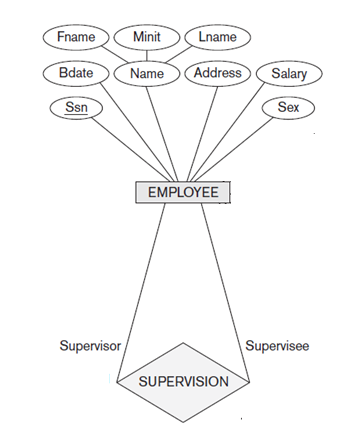 Fname Minit Lname
Bdate Name Address Salary
Ssn Sex
EMPLOYEE
Supervisor Supervisee
SUPERVISION